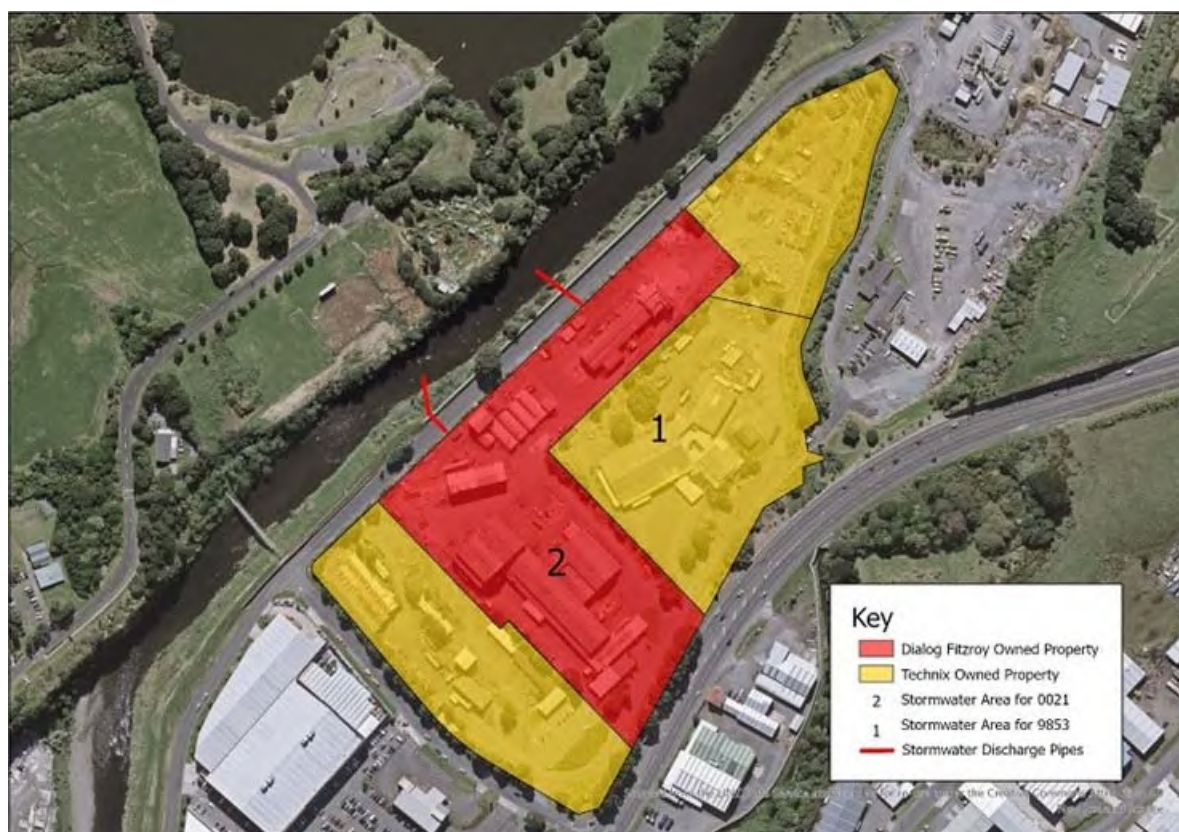 1
2
Key
Dialog Fitzroy Owned Property
Technix Owned Property
2 Stormwater Area for 0021
1 Stormwater Area for 9853
Stormwater Discharge Pipes